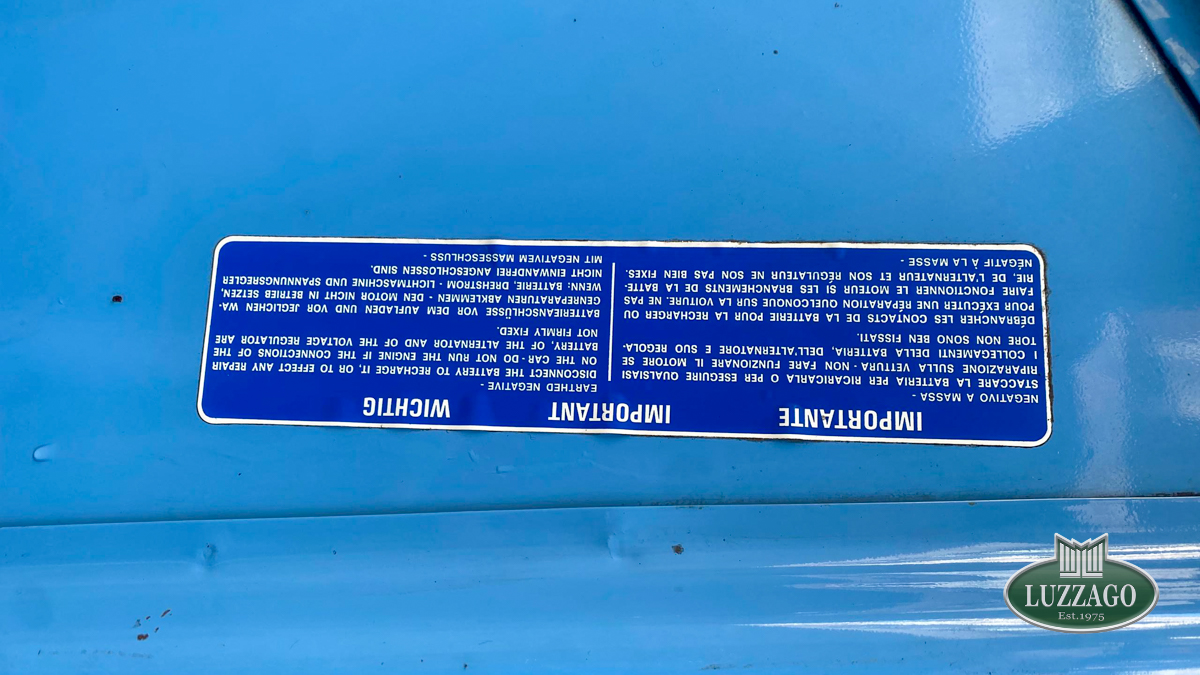 IMPORTANTE IMPORTANT WICHTIG
NEGATIVO A MASSA -
STACCARE LA BATTERIA PER RICARICARLA O PER ESEGUIRE QUALSIASI
RIPARAZIONE SULLA VETTURA - NON FARE FUNZIONARE IL MOTORE SE
I COLLEGAMENTI DELLA BATTERIA, DELL'ALTERNATORE E SUO REGOLA-
TORE NON SONO BEN FISSATI.
DÉBRANCHER LES CONTACTS DE LA BATTERIE POUR LA RECHARGER OU
POUR EXÉCUTER UNE RÉPARATION QUELCONQUE SUR LA VOITURE. NE PAS
FAIRE FONCTIONNER LE MOTEUR SI LES BRANCHEMENTS DE LA BATTE-
RIE, DE L'ALTERNATEUR ET SON RÉGULATEUR NE SON PAS BIEN FIXES.
NÉGATIF À LA MASSE -
EARTHED NEGATIVE -
DISCONNECT THE BATTERY TO RECHARGE IT, OR TO EFFECT ANY REPAIR
ON THE CAR - DO NOT RUN THE ENGINE IF THE CONNECTIONS OF THE
BATTERY, OF THE ALTERNATOR AND OF THE VOLTAGE REGULATOR ARE
NOT FIRMLY FIXED.
BATTERIEANSCHLÜSSE VOR DEM AUFLADEN UND VOR JEGLICHEN WA-
GENREPARATUREN ABKLEMMEN - DEN MOTOR NICHT IN BETRIEB SETZEN,
WENN: BATTERIE, DREHSTROM - LICHTMASCHINE UND SPANNUNGSREGLER
NICHT EINWANDFREI ANGESCHLOSSEN SIND.
MIT NEGATIVEM MASSESCHLUSS -
LUZZAGO
Est.1975